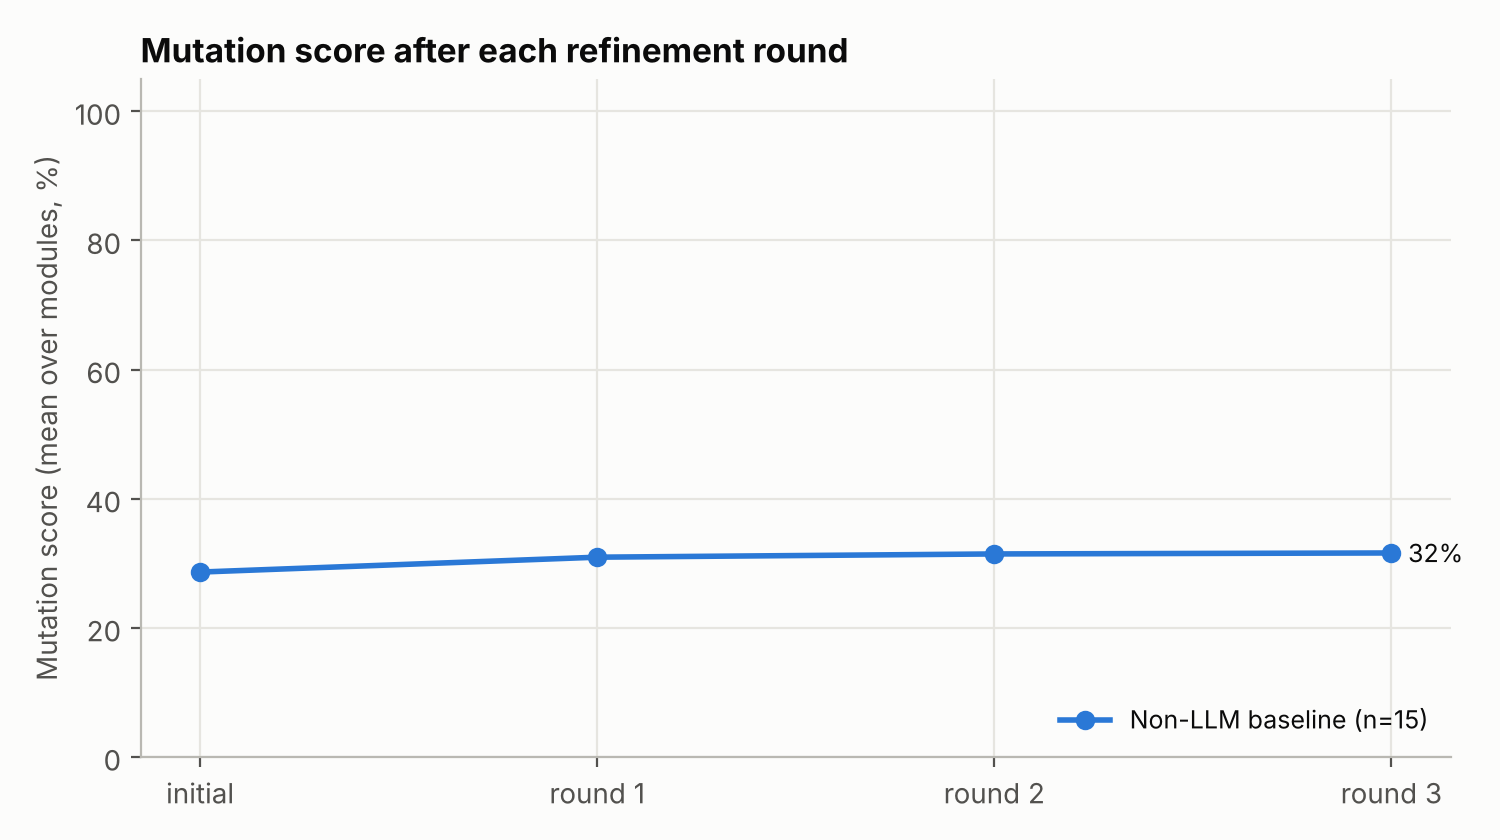 Mutation score after each refinement round
Mutation score (mean over modules, %)
100
80
60
40
20
0
32%
Non-LLM baseline (n=15)
initial
round 1
round 2
round 3